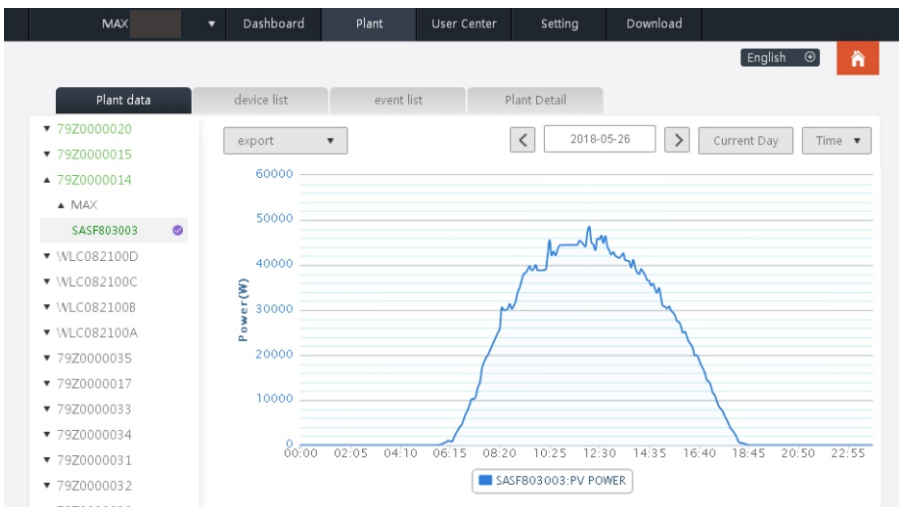 MAX Dashboard Plant User Center Setting Download
English
Plant data device list event list Plant Detail
79Z0000020
79Z0000015
79Z0000014
MAX
SASF803003
WLC082100D
WLC082100C
WLC082100B
WLC082100A
79Z0000035
79Z0000017
79Z0000033
79Z0000034
79Z0000031
79Z0000032
export 2018-05-26 Current Day Time
Power(W)
60000
50000
40000
30000
20000
10000
0
00:00 02:05 04:10 06:15 08:20 10:25 12:30 14:35 16:40 18:45 20:50 22:55
SASF803003:PV POWER